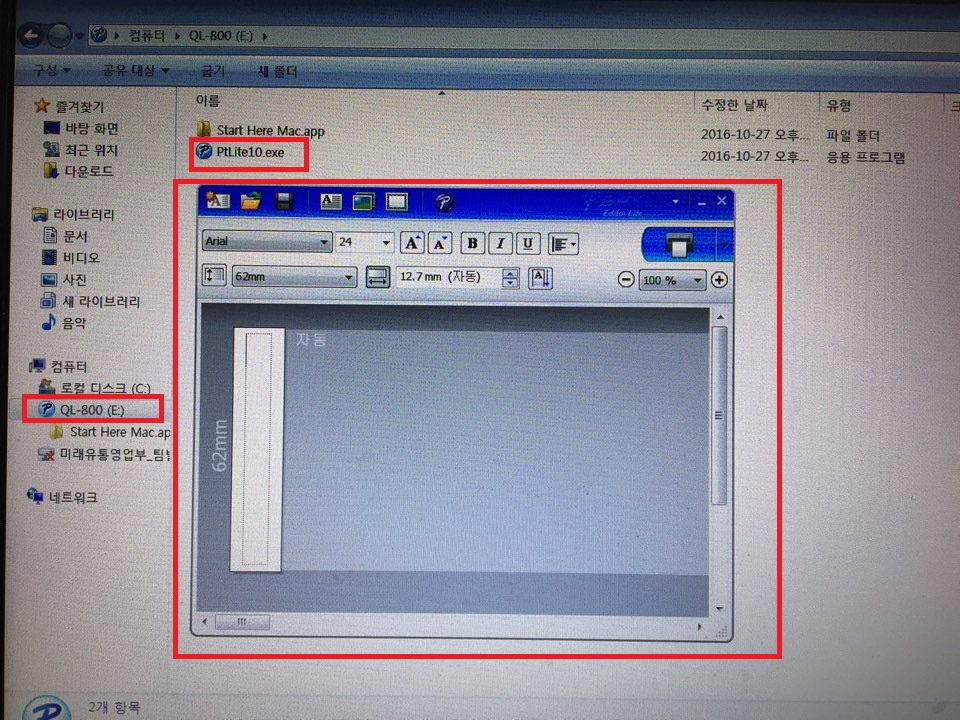 컴퓨터 ▸ QL-800 (E:) ▸
구성 공유 대상 굽기 새 폴더
즐겨찾기
바탕 화면
최근 위치
다운로드
라이브러리
문서
비디오
사진
새 라이브러리
음악
컴퓨터
로컬 디스크 (C:)
QL-800 (E:)
Start Here Mac.ap
미래유통영업부_팀
네트워크
이름 수정한 날짜 유형 크
Start Here Mac.app 2016-10-27 오후... 파일 폴더
PtLite10.exe 2016-10-27 오후... 응용 프로그램
Editor Lite
Arial 24 A A B I U
62mm 12.7 mm (자동) A 100 %
자동
62mm
2개 항목